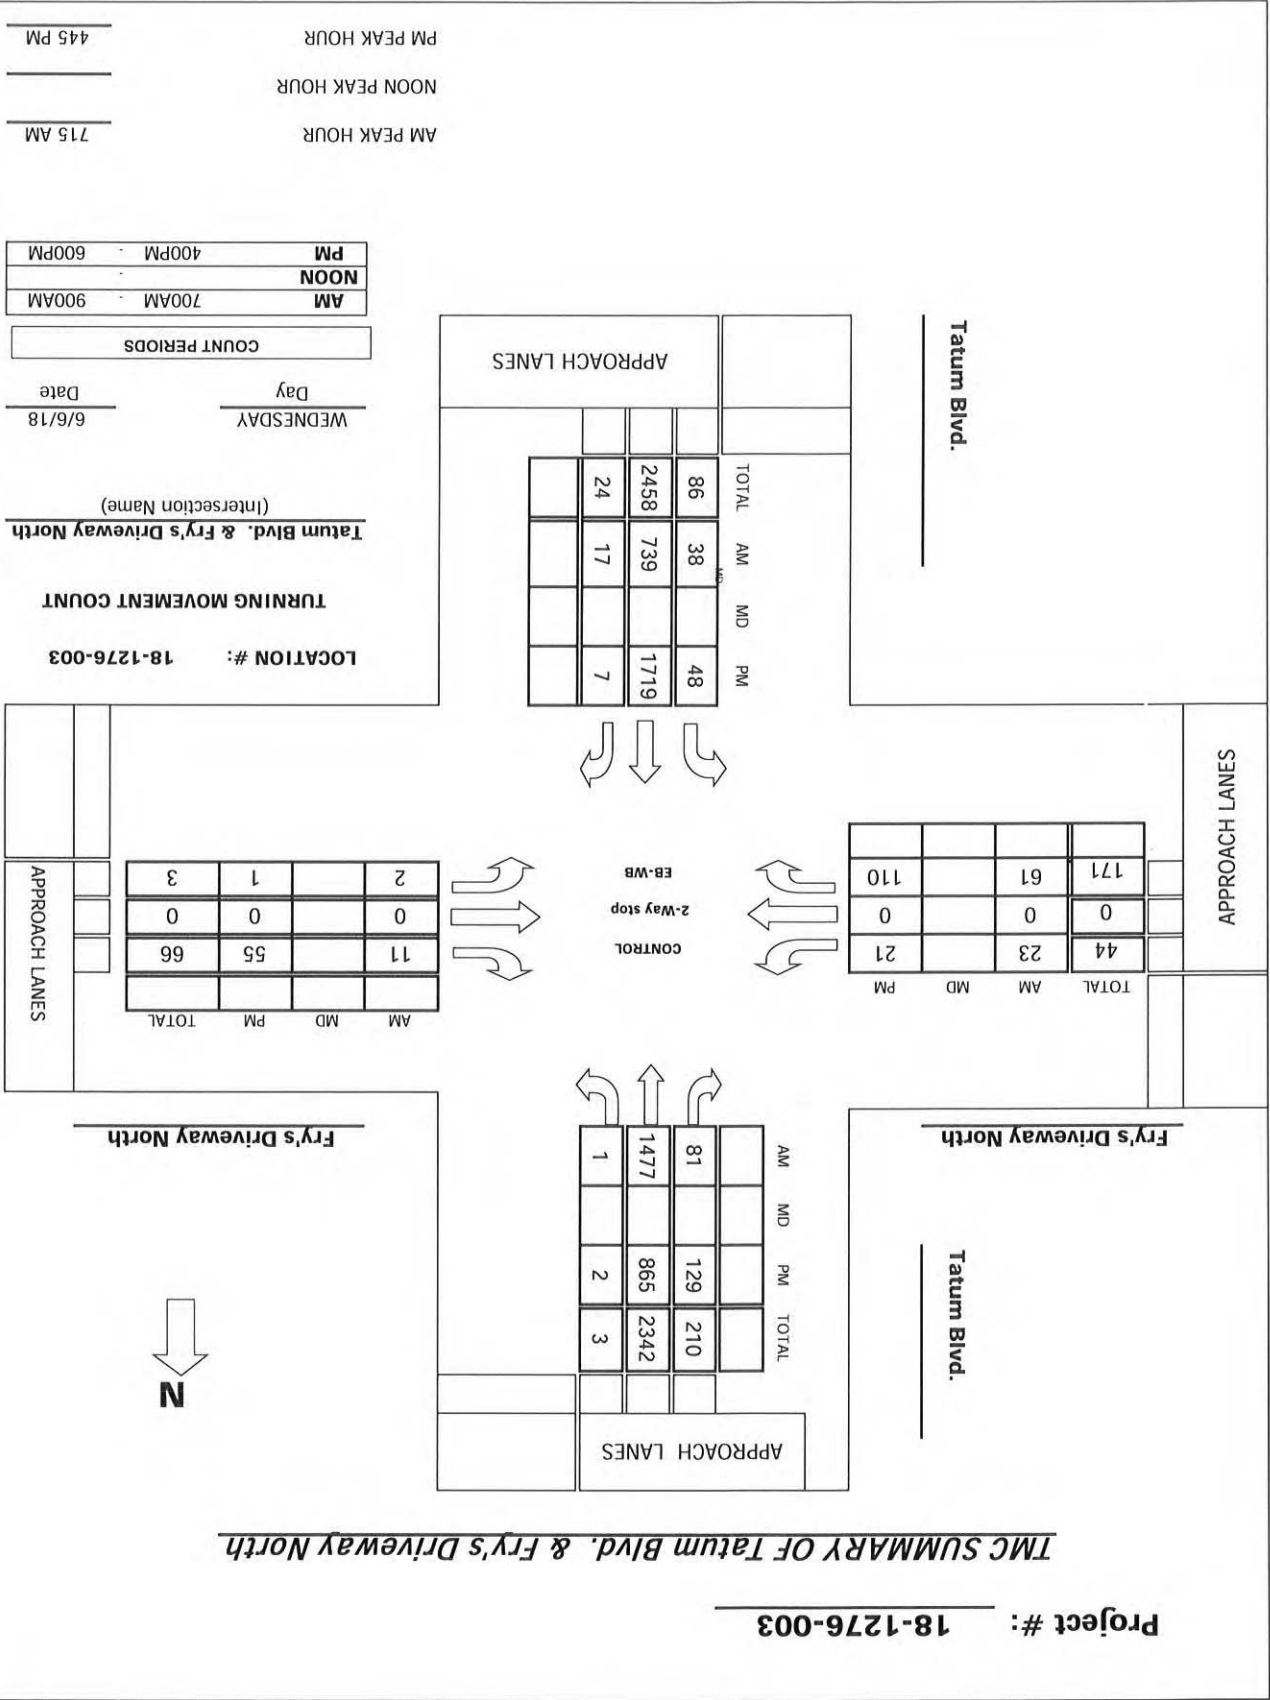 Project #: 18-1276-003
TMC SUMMARY OF Tatum Blvd. & Fry's Driveway North
APPROACH LANES
N
Tatum Blvd.
TOTAL 210 2342 3
PM 129 865 2
MD
AM 81 1477 1
Fry's Driveway North
Fry's Driveway North
APPROACH LANES
TOTAL AM MD PM
44 23 21
0 0 0
171 61 110
CONTROL
2-Way stop
EB-WB
AM MD PM TOTAL
11 55 66
0 0 0
2 1 3
APPROACH LANES
PM 48 1719 7
MD
AM 38 739 17
MD
TOTAL 86 2458 24
APPROACH LANES
Tatum Blvd.
LOCATION #: 18-1276-003
TURNING MOVEMENT COUNT
Tatum Blvd. & Fry's Driveway North
(Intersection Name)
WEDNESDAY 6/6/18
Day Date
COUNT PERIODS
AM 700AM - 900AM
NOON -
PM 400PM - 600PM
AM PEAK HOUR 715 AM
NOON PEAK HOUR
PM PEAK HOUR 445 PM